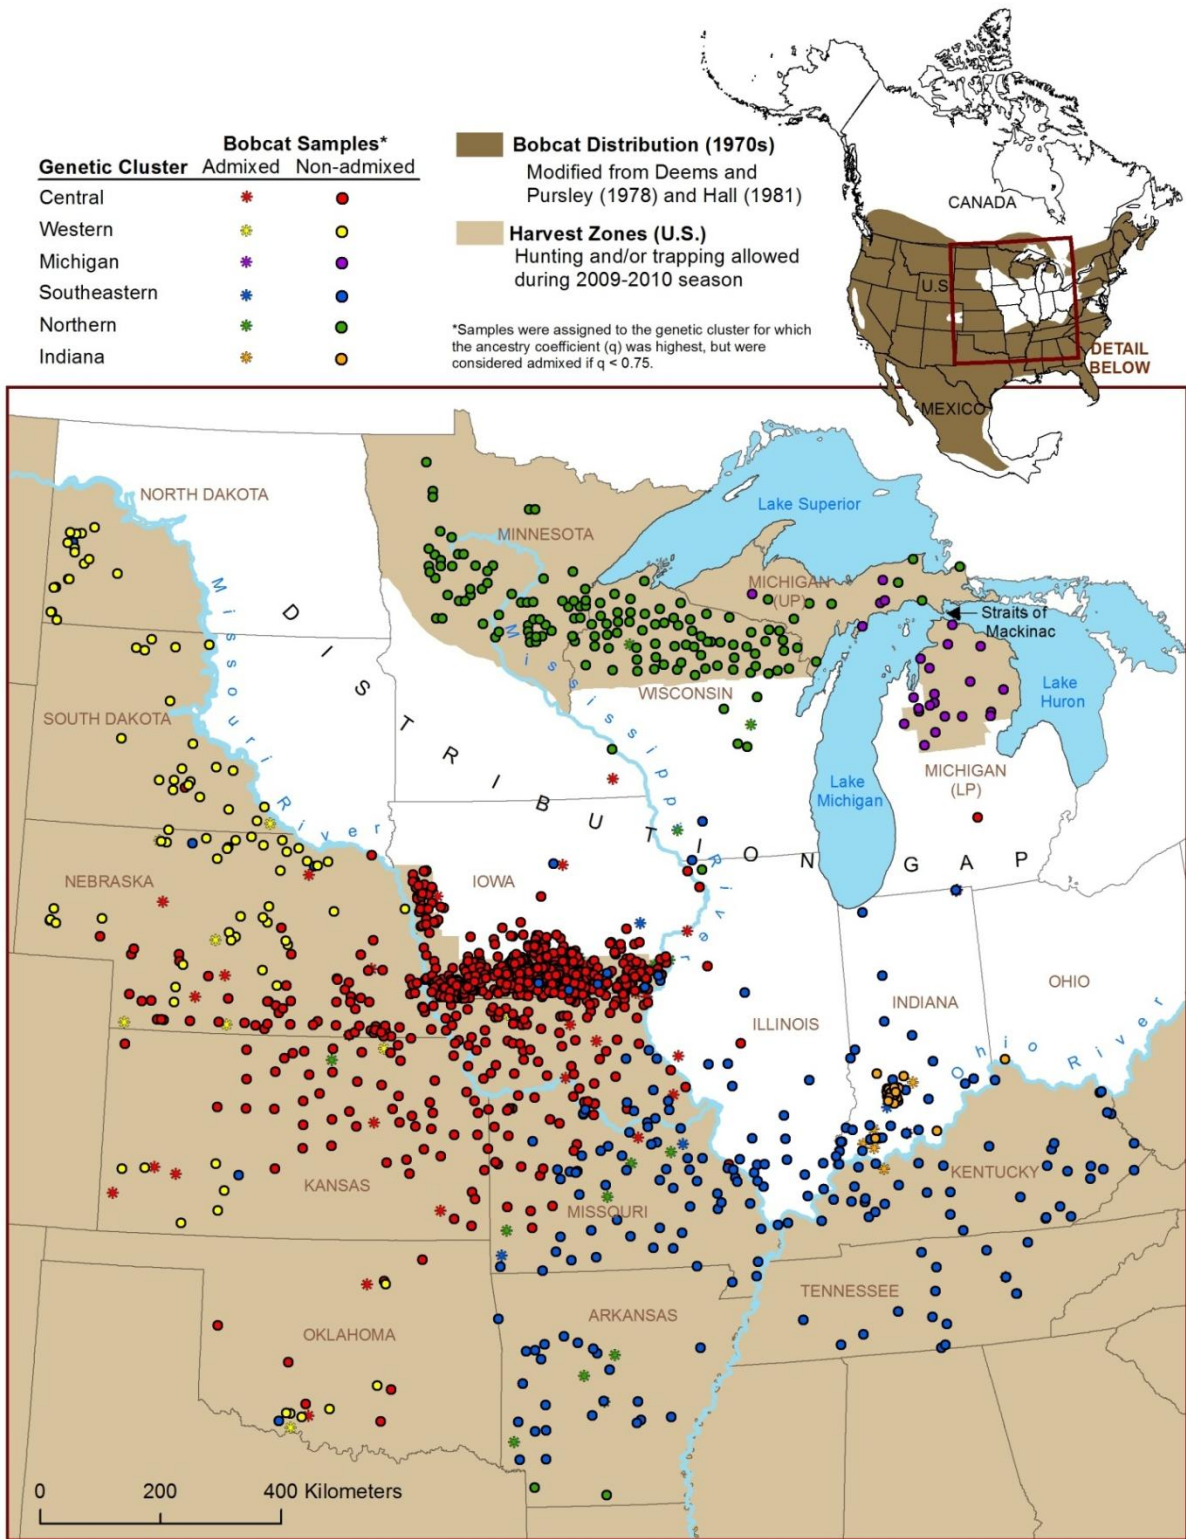 Bobcat Samples*
Genetic Cluster Admixed Non-admixed
Central
Western
Michigan
Southeastern
Northern
Indiana
Bobcat Distribution (1970s)
Modified from Deems and
Pursley (1978) and Hall (1981)
Harvest Zones (U.S.)
Hunting and/or trapping allowed
during 2009-2010 season
*Samples were assigned to the genetic cluster for which
the ancestry coefficient (q) was highest, but were
considered admixed if q < 0.75.
CANADA
U.S.
MEXICO
DETAIL
BELOW
NORTH DAKOTA
MINNESOTA
Lake Superior
MICHIGAN
(UP)
Straits of
Mackinac
Missouri River
Mississippi River
DISTRIBUTION GAP
SOUTH DAKOTA
WISCONSIN
Lake
Huron
Lake
Michigan
MICHIGAN
(LP)
NEBRASKA
IOWA
ILLINOIS
INDIANA
OHIO
Ohio River
KANSAS
MISSOURI
KENTUCKY
OKLAHOMA
ARKANSAS
TENNESSEE
0 200 400 Kilometers